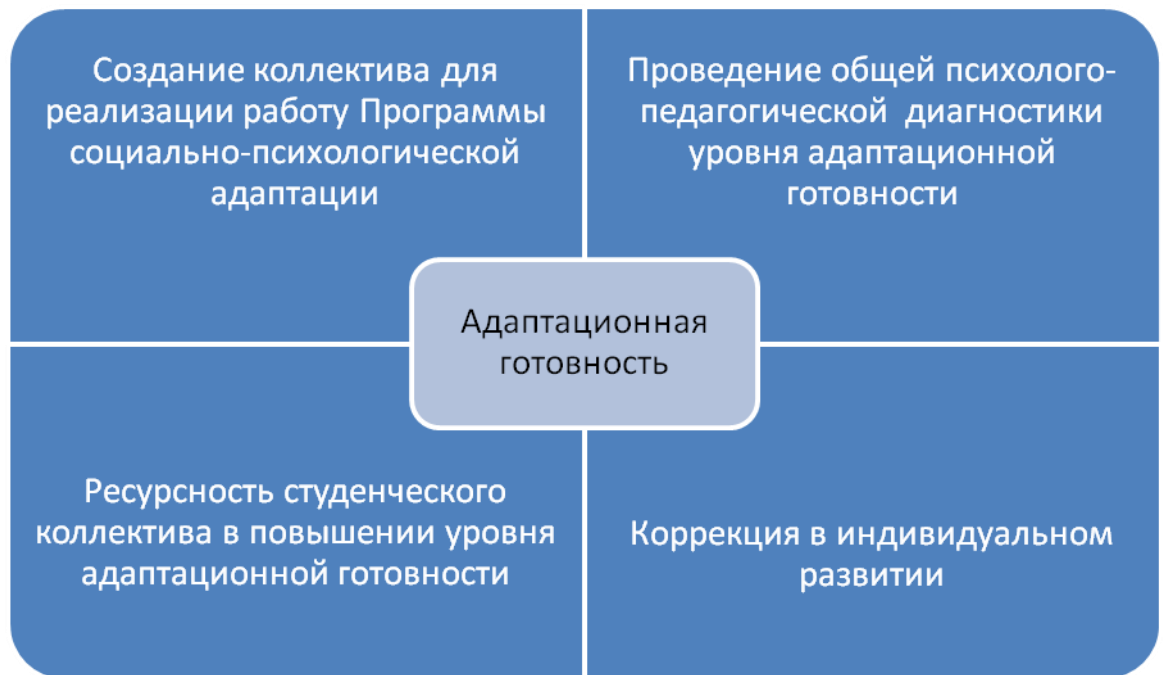 Создание коллектива для
реализации работу Программы
социально-психологической
адаптации
Проведение общей психолого-
педагогической диагностики
уровня адаптационной
готовности
Адаптационная
готовность
Ресурсность студенческого
коллектива в повышении уровня
адаптационной готовности
Коррекция в индивидуальном
развитии